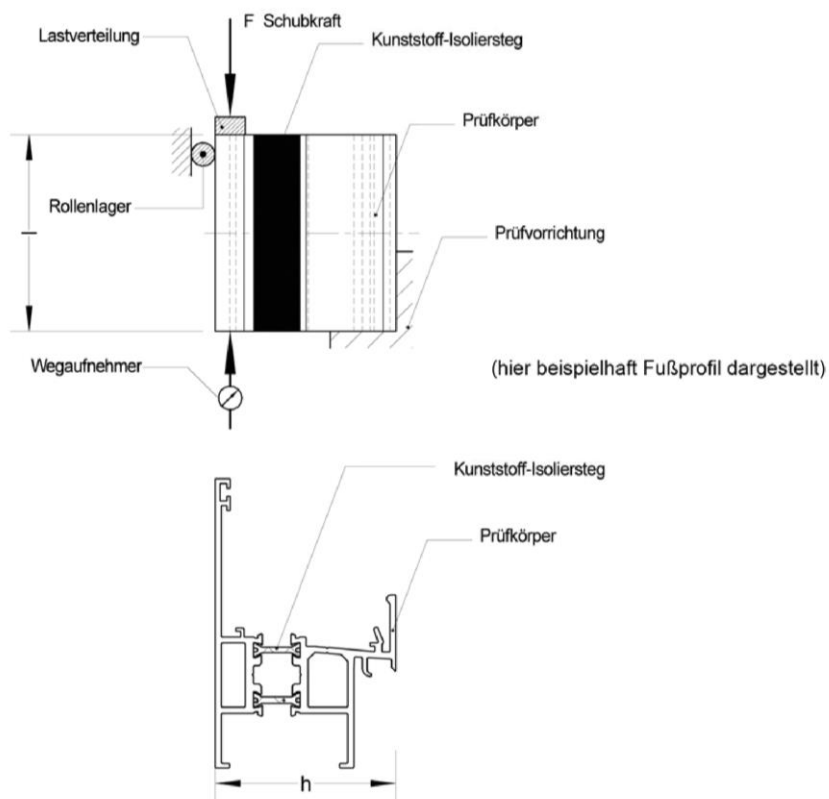 F Schubkraft
Lastverteilung
Kunststoff-Isoliersteg
Prüfkörper
Rollenlager
l
Prüfvorrichtung
Wegaufnehmer
(hier beispielhaft Fußprofil dargestellt)
Kunststoff-Isoliersteg
Prüfkörper
h